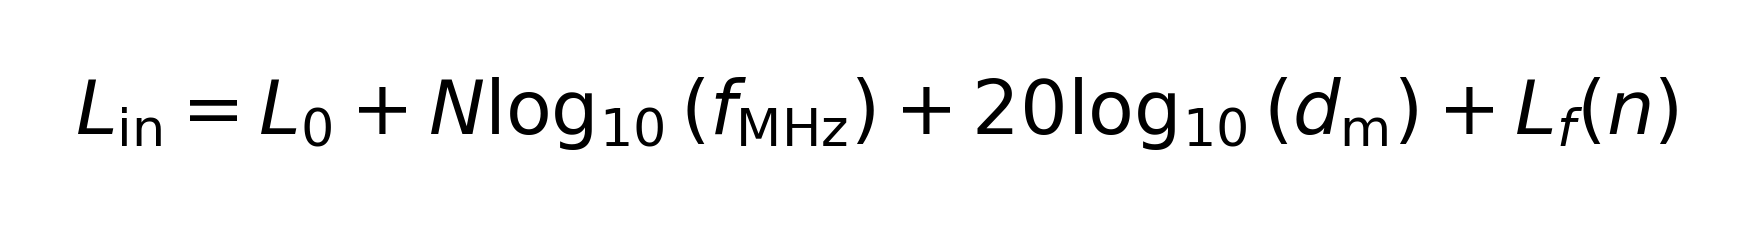 L_in = L_0 + N log_10 (f_MHz) + 20 log_10 (d_m) + L_f(n)